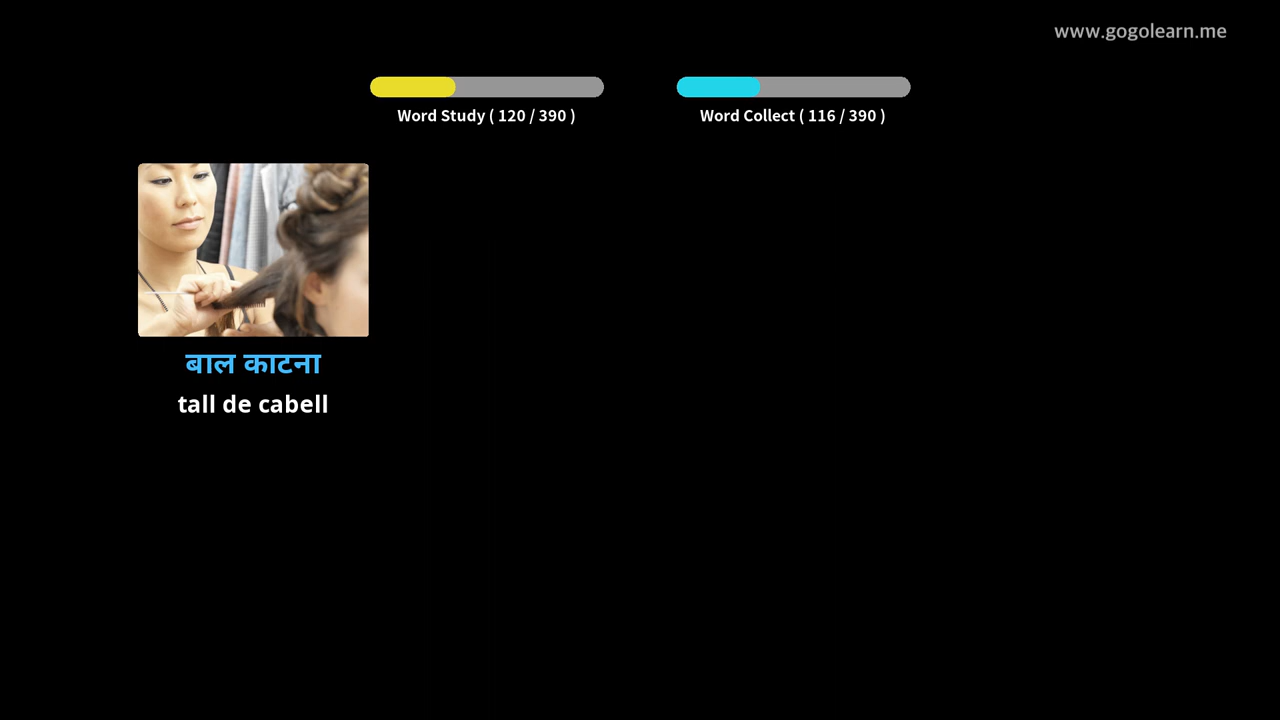 www.gogolearn.me
Word Study ( 120 / 390 )
Word Collect ( 116 / 390 )
बाल काटना
tall de cabell